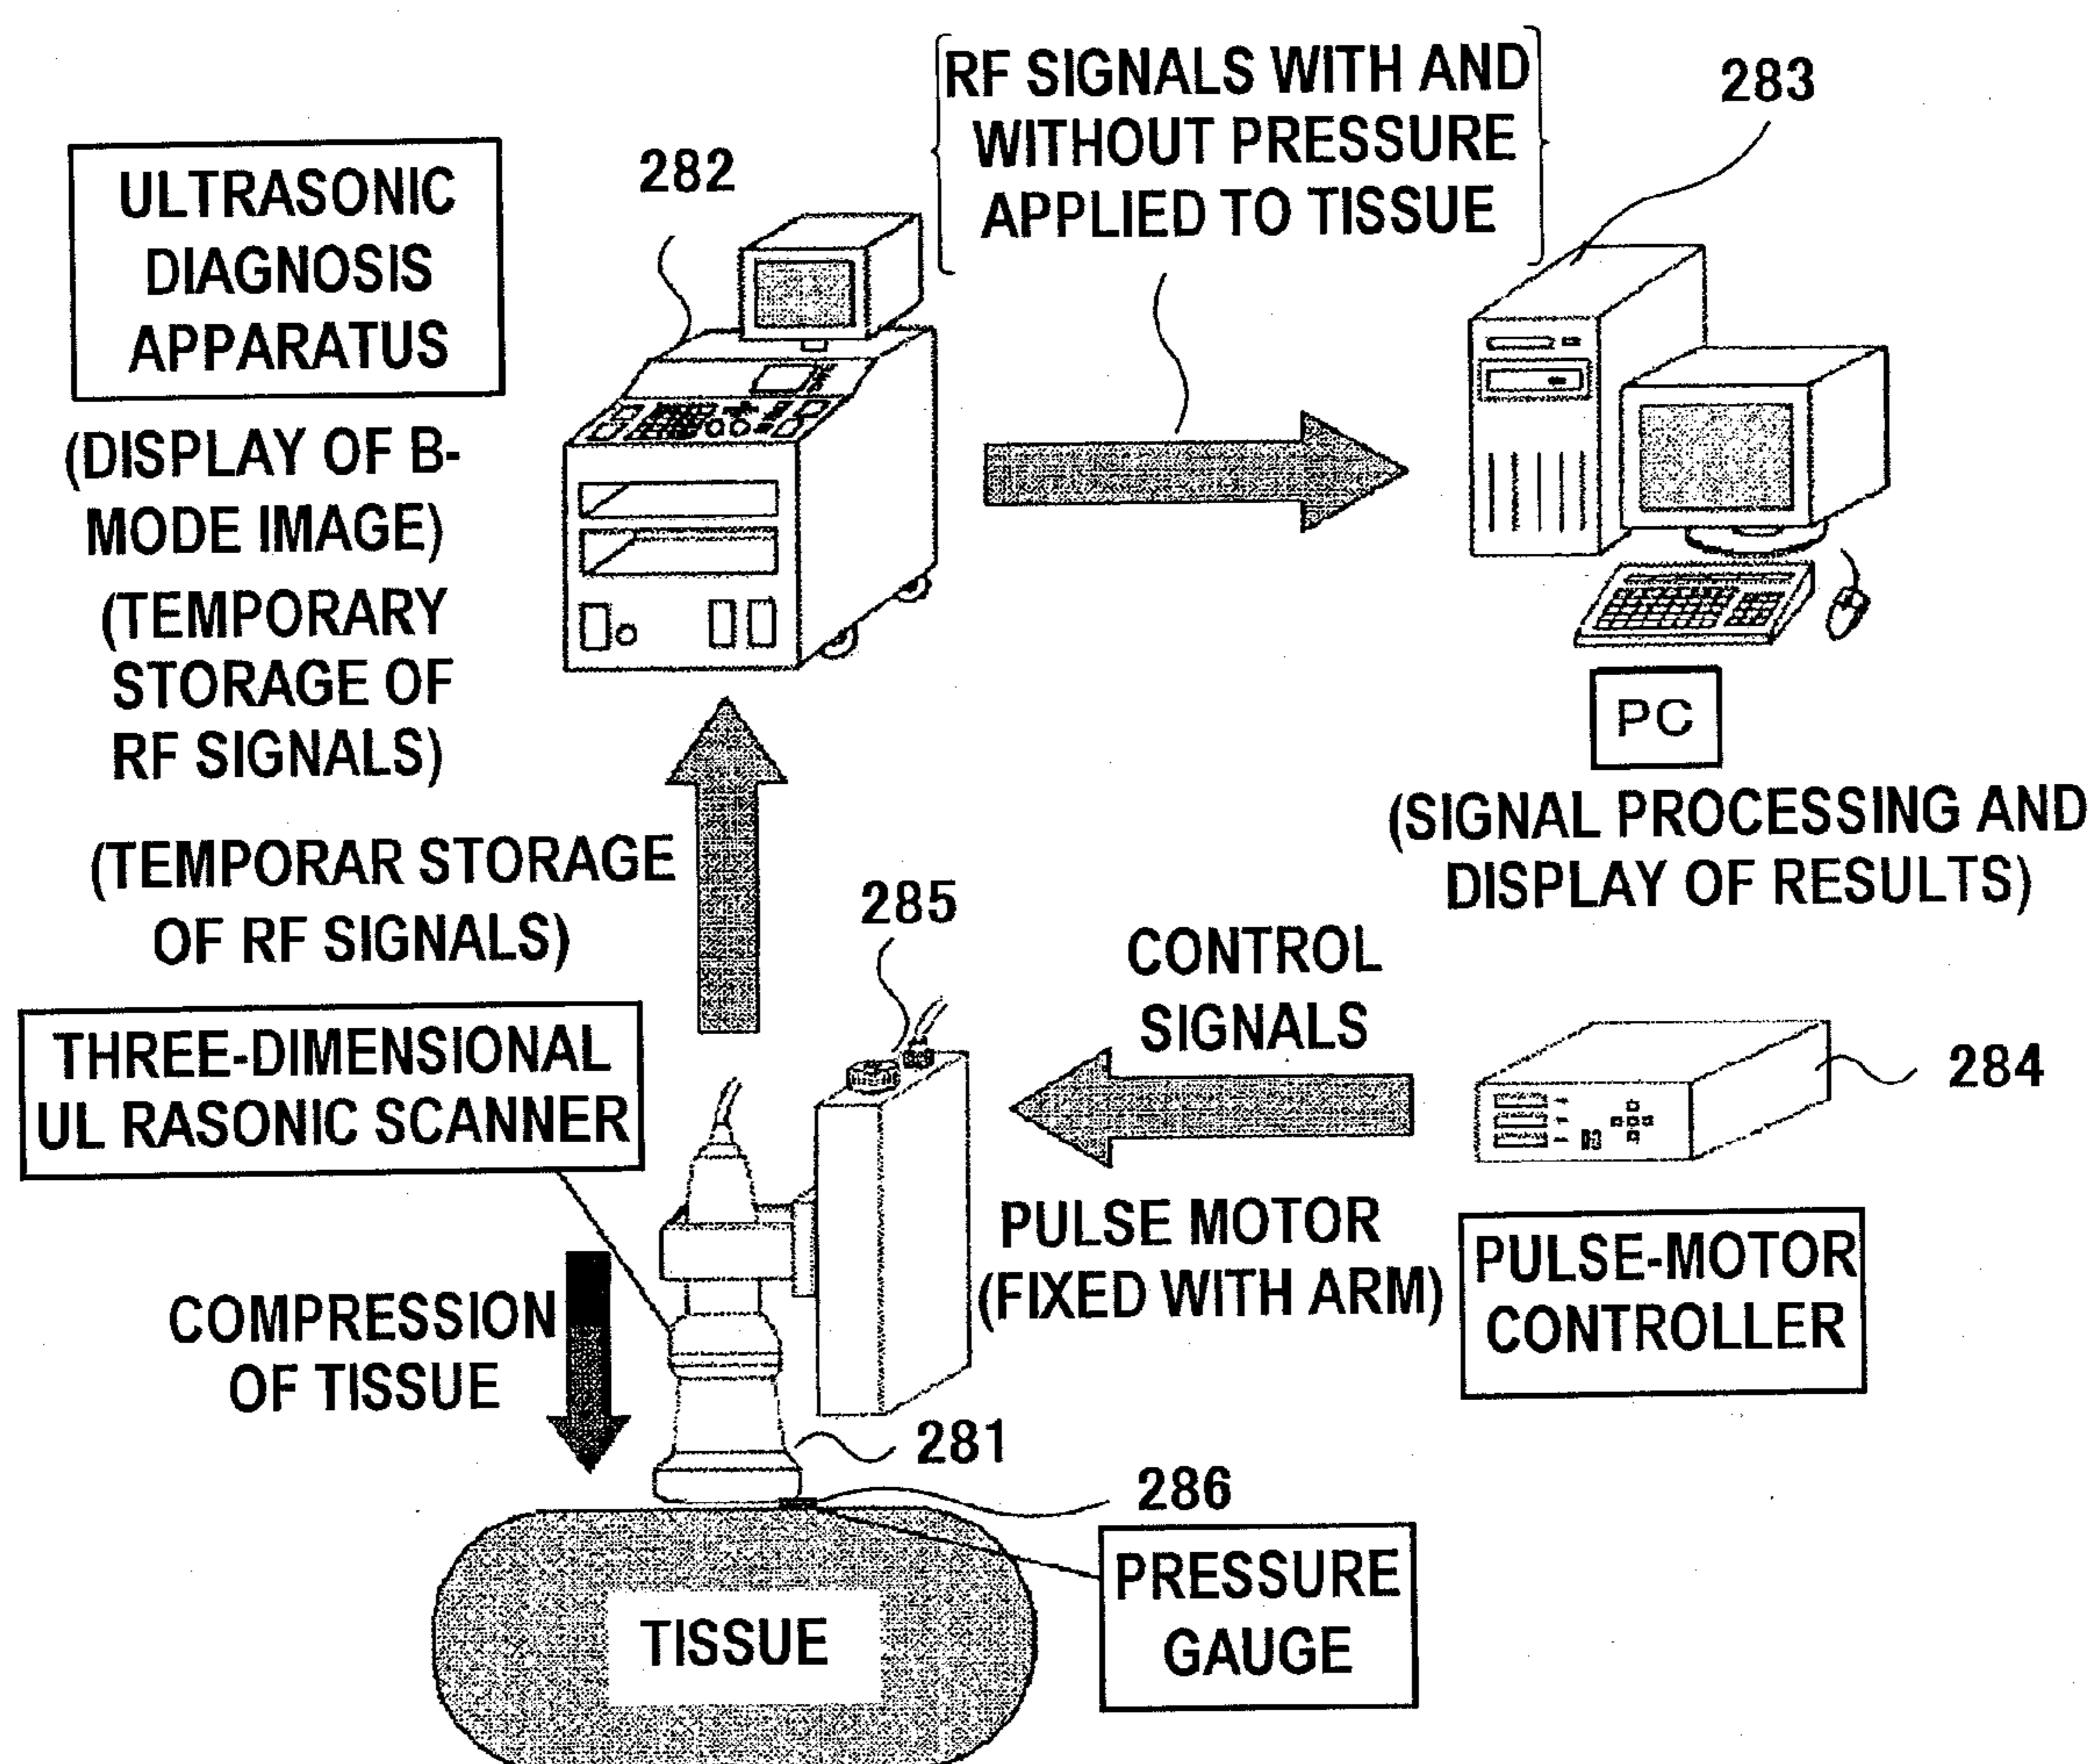 RF SIGNALS WITH AND
WITHOUT PRESSURE
APPLIED TO TISSUE
283
282
ULTRASONIC
DIAGNOSIS
APPARATUS
(DISPLAY OF B-
MODE IMAGE)
(TEMPORARY
STORAGE OF
RF SIGNALS)
PC
(SIGNAL PROCESSING AND
DISPLAY OF RESULTS)
(TEMPORAR STORAGE
OF RF SIGNALS)
285
CONTROL
SIGNALS
284
THREE-DIMENSIONAL
UL RASONIC SCANNER
PULSE MOTOR
(FIXED WITH ARM)
PULSE-MOTOR
CONTROLLER
COMPRESSION
OF TISSUE
281
286
PRESSURE
GAUGE
TISSUE